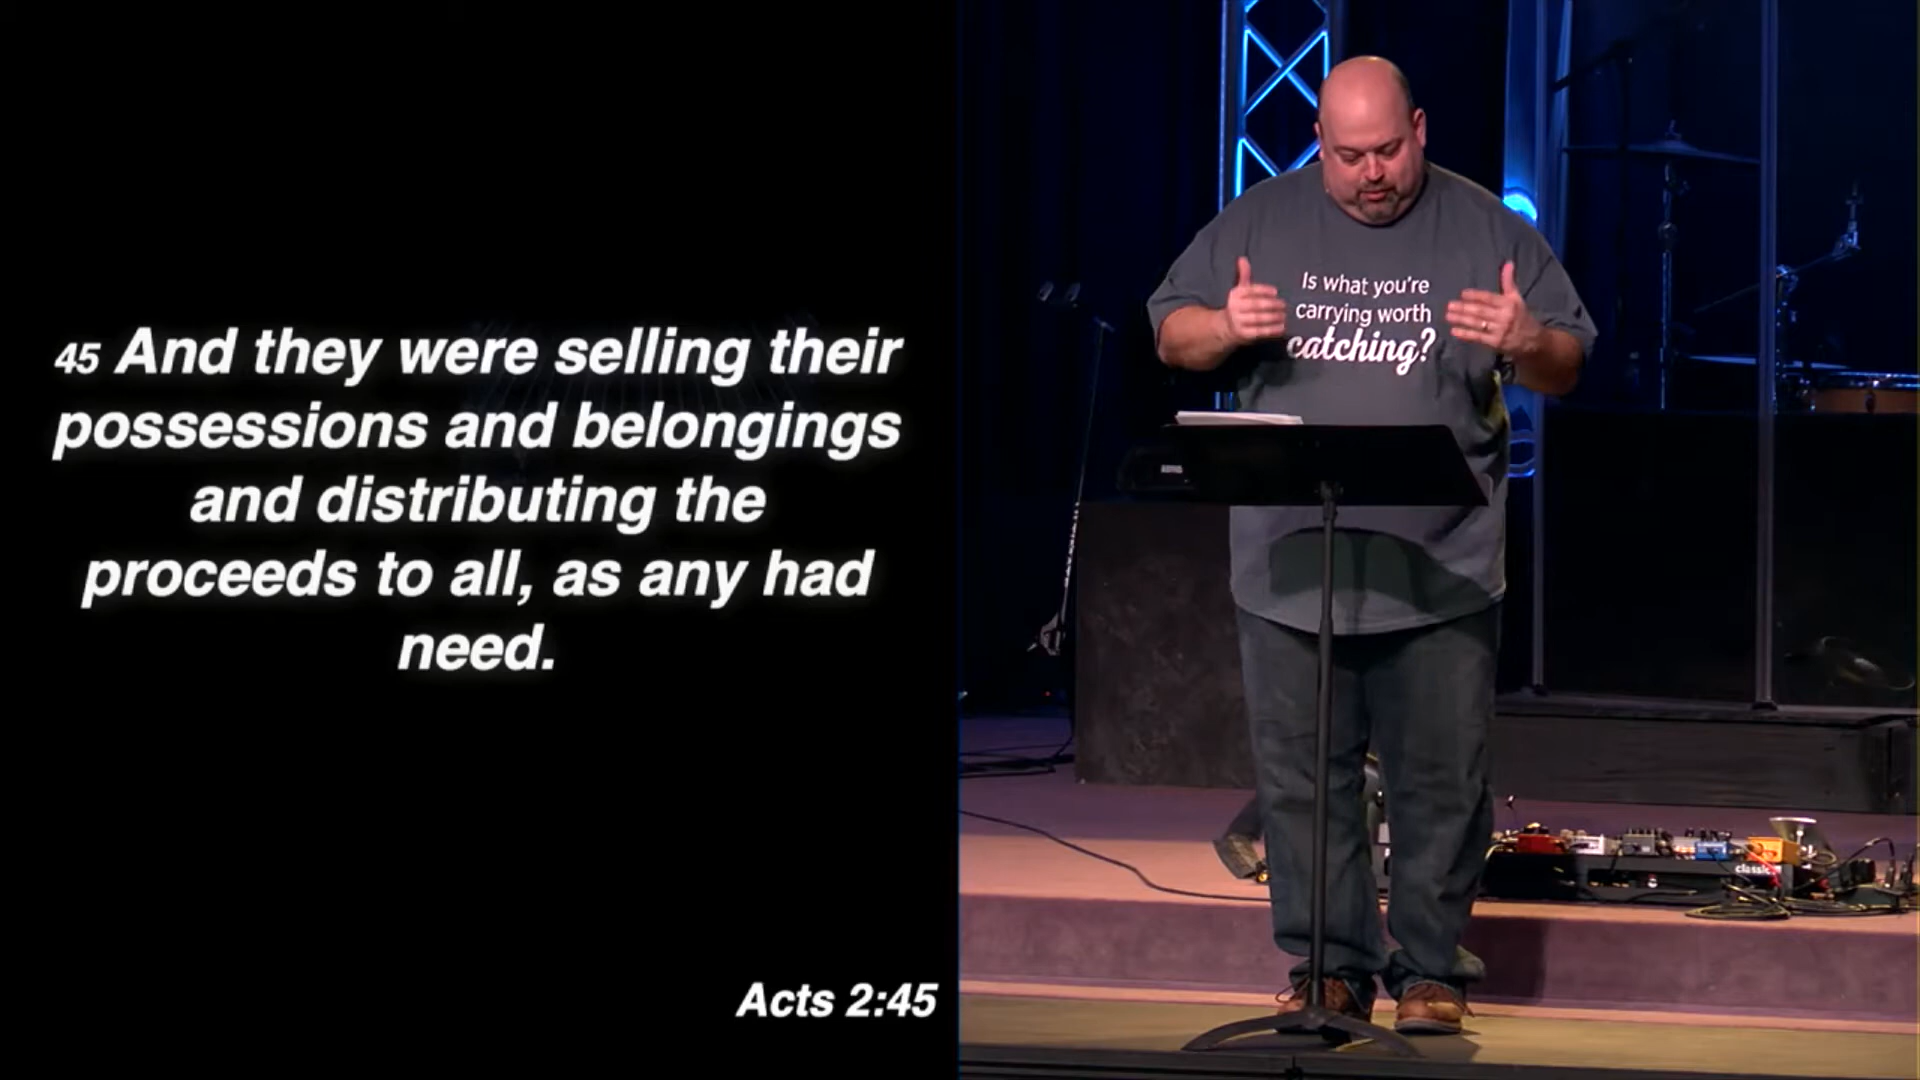 45 And they were selling their
possessions and belongings
and distributing the
proceeds to all, as any had
need.
Acts 2:45
Is what you're
carrying worth
catching?
classic